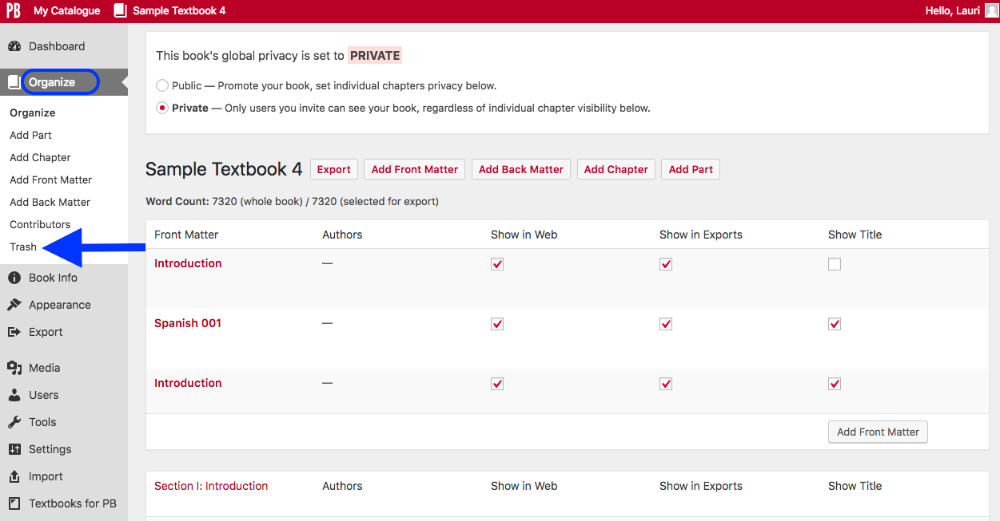 PB My Catalogue Sample Textbook 4 Hello, Lauri
Dashboard
Organize
Organize
Add Part
Add Chapter
Add Front Matter
Add Back Matter
Contributors
Trash
Book Info
Appearance
Export
Media
Users
Tools
Settings
Import
Textbooks for PB
This book's global privacy is set to PRIVATE
Public — Promote your book, set individual chapters privacy below.
Private — Only users you invite can see your book, regardless of individual chapter visibility below.
Sample Textbook 4 Export Add Front Matter Add Back Matter Add Chapter Add Part
Word Count: 7320 (whole book) / 7320 (selected for export)
Front Matter Authors Show in Web Show in Exports Show Title
Introduction —
Spanish 001 —
Introduction —
Add Front Matter
Section I: Introduction Authors Show in Web Show in Exports Show Title